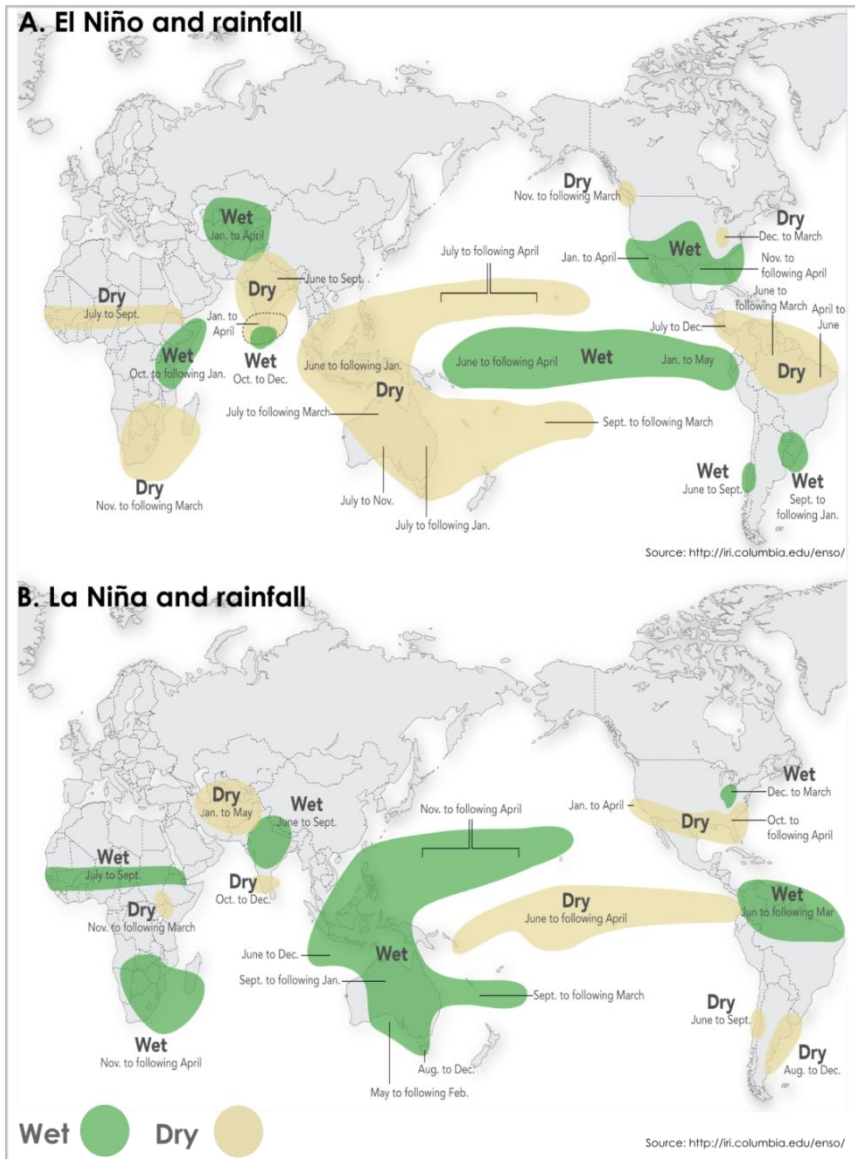 A. El Niño and rainfall
Wet
Jan. to April
Dry
July to Sept.
Wet
Oct. to following Jan.
Dry
Nov. to following March
June to Sept.
Dry
Jan. to
April
Wet
Oct. to Dec.
July to following April
June to following Jan.
Dry
July to following March
July to Nov.
July to following Jan.
Sept. to following March
June to following April
Wet
Jan. to May
Dry
Nov. to following March
Dry
Dec. to March
Jan. to April
Wet
Nov. to
following April
June to
following March
April to
June
July to Dec.
Dry
Wet
June to Sept.
Wet
Sept. to
following Jan.
Source: http://iri.columbia.edu/enso/
B. La Niña and rainfall
Dry
Jan. to May
Wet
June to Sept.
Wet
July to Sept.
Dry
Oct. to Dec.
Dry
Nov. to following March
Wet
Nov. to following April
Nov. to following April
June to Dec.
Wet
Sept. to following Jan.
Sept. to following March
Aug. to Dec.
May to following Feb.
Dry
June to following April
Wet
Dec. to March
Jan. to April
Dry
Oct. to
following April
Wet
Jun to following Mar
Dry
June to Sept.
Dry
Aug. to Dec.
Wet
Dry
Source: http://iri.columbia.edu/enso/